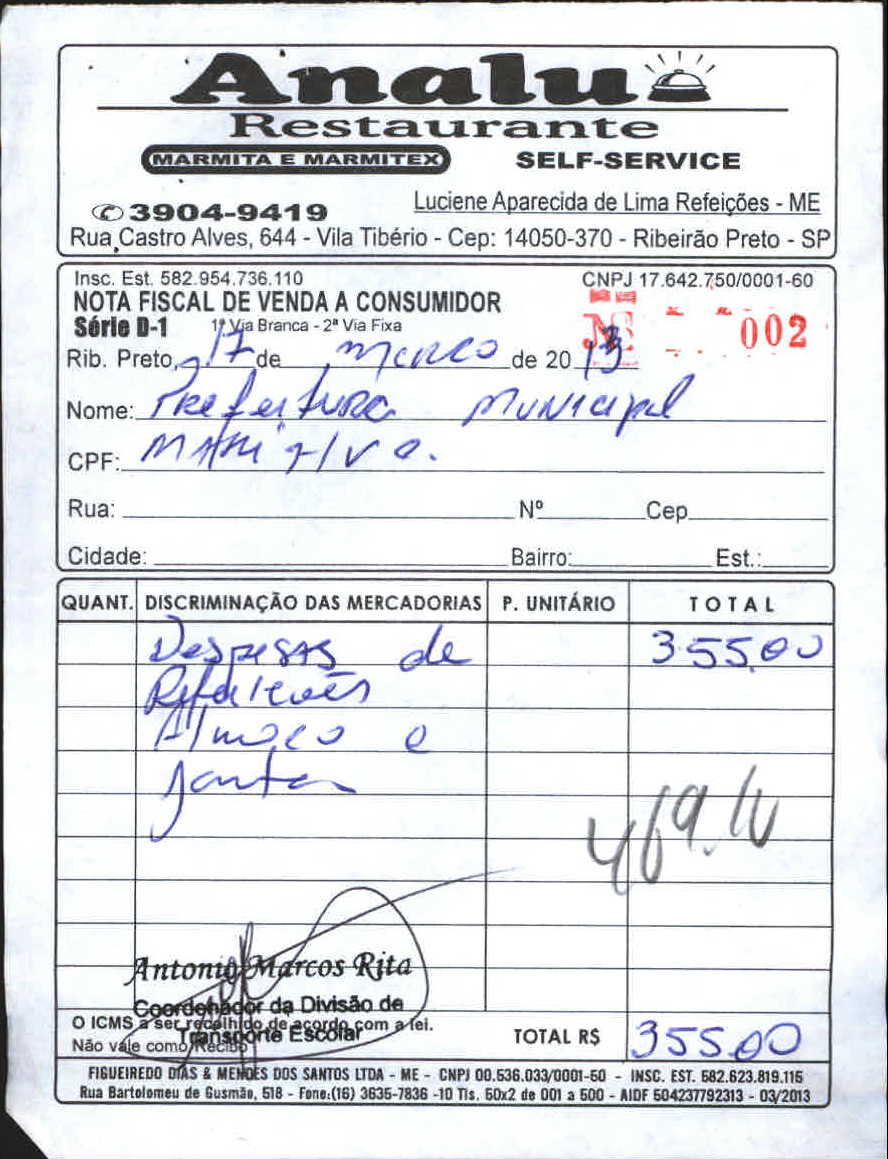 Analu
Restaurante
MARMITA E MARMITEX SELF-SERVICE
✆ 3904-9419 Luciene Aparecida de Lima Refeições - ME
Rua Castro Alves, 644 - Vila Tibério - Cep: 14050-370 - Ribeirão Preto - SP
Insc. Est. 582.954.736.110 CNPJ 17.642.750/0001-60
NOTA FISCAL DE VENDA A CONSUMIDOR
Série D-1 1ª Via Branca - 2ª Via Fixa Nº 002
Rib. Preto, 17 de março de 2013
Nome: Prefeitura Municipal
CPF:
Rua: Nº Cep
Cidade: Bairro: Est.:
QUANT. DISCRIMINAÇÃO DAS MERCADORIAS P. UNITÁRIO TOTAL
Despesas de 355,00
Refeições
Almoço e
Janta
Antonio Marcos Rita
Coordenador da Divisão de
Transporte Escolar
O ICMS a ser recolhido de acordo com a lei.
Não vale como Recibo
TOTAL R$ 355,00
FIGUEIREDO DIAS & MENDES DOS SANTOS LTDA - ME - CNPJ 00.536.033/0001-50 - INSC. EST. 582.623.819.115
Rua Bartolomeu de Gusmão, 518 - Fone:(16) 3635-7836 -10 Tls. 50x2 de 001 a 500 - AIDF 504237792313 - 03/2013